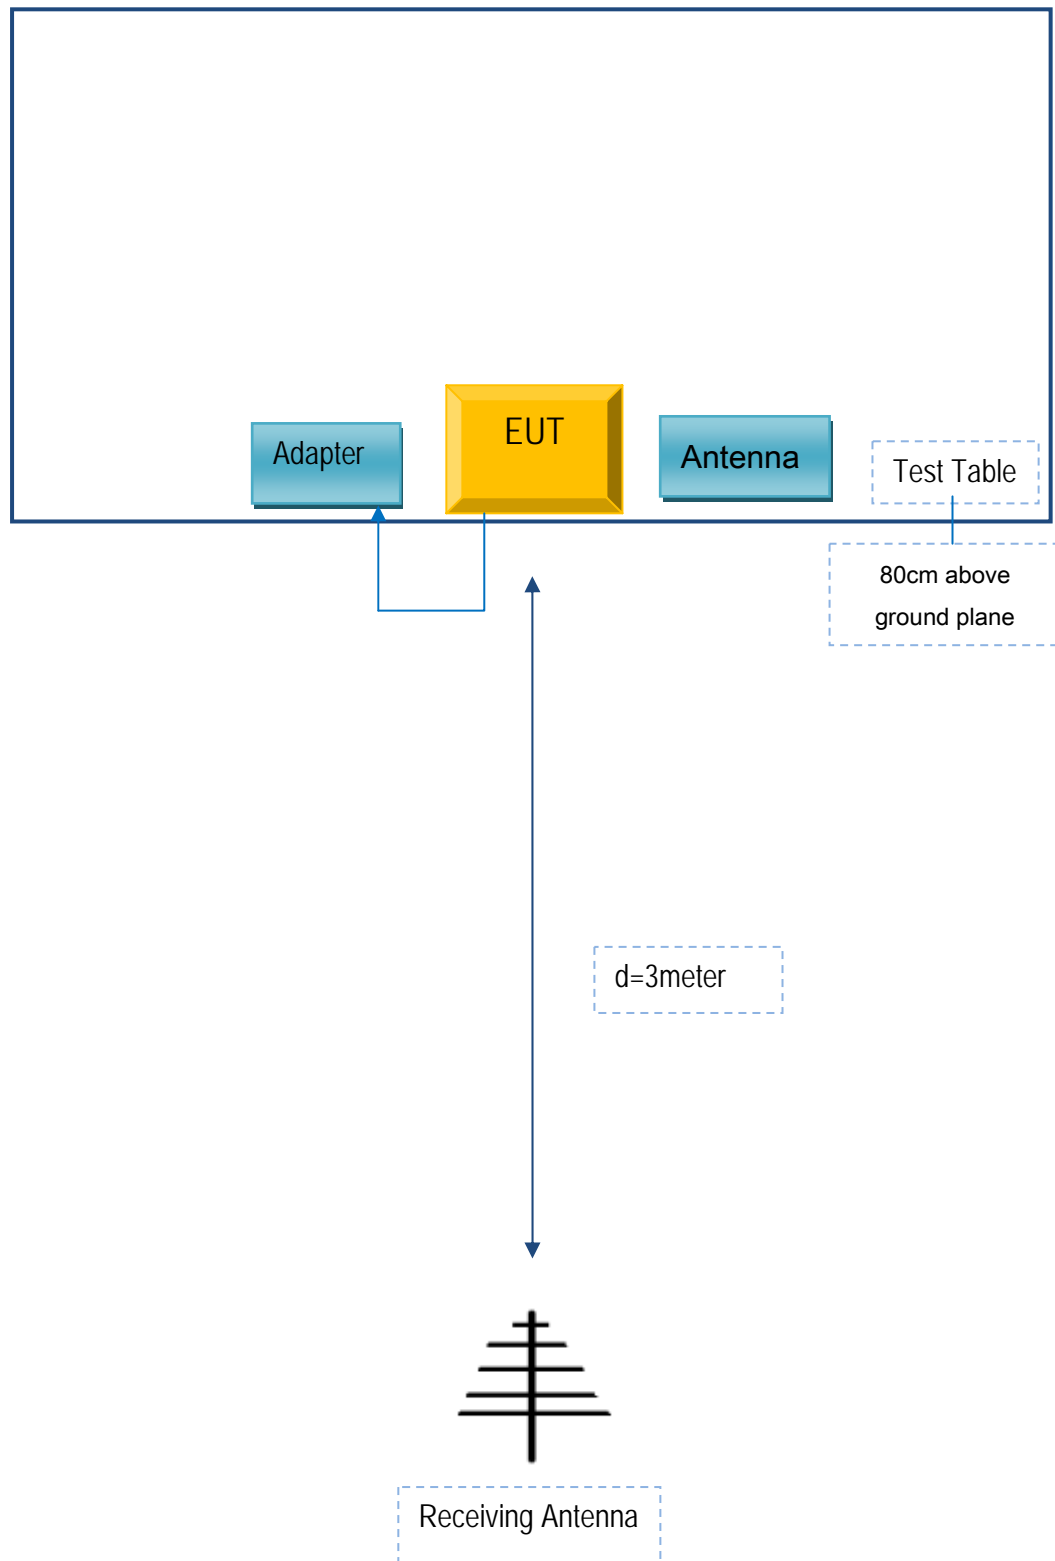 Adapter
EUT
Antenna
Test Table
80cm above
ground plane
d=3meter
Receiving Antenna